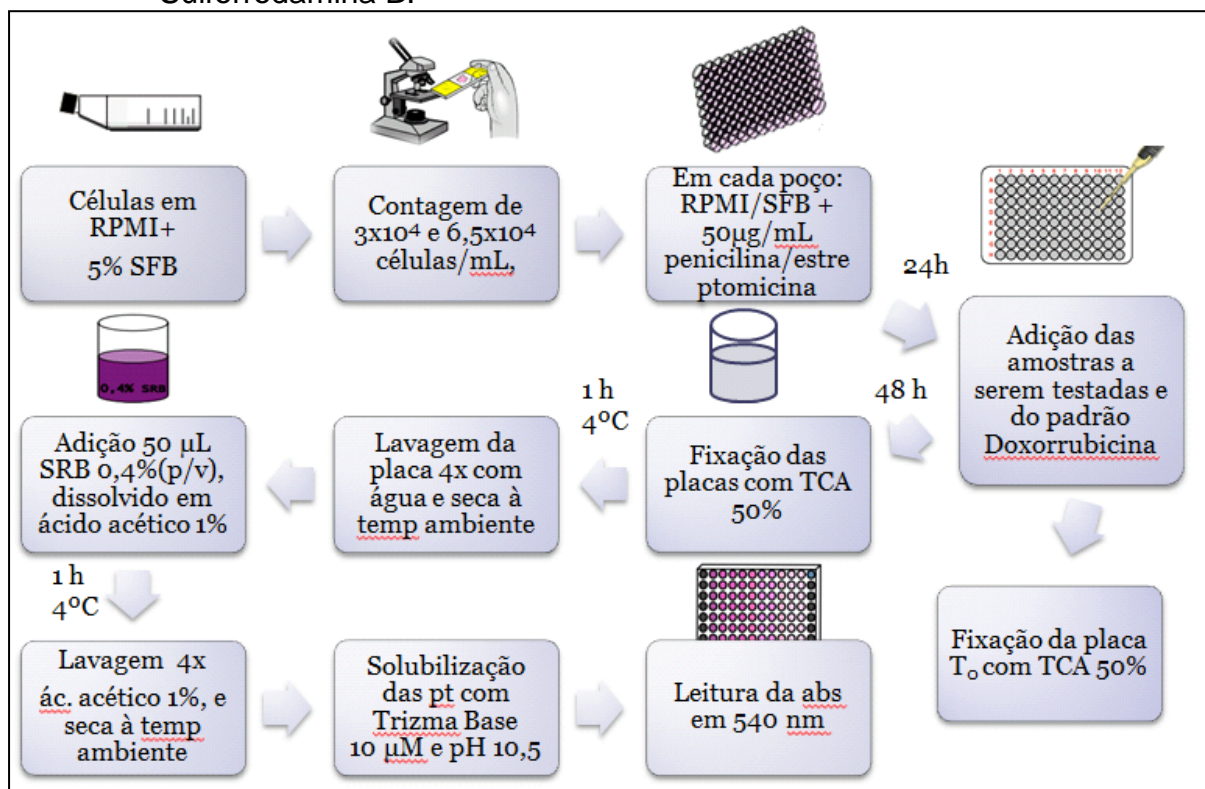 Sulforrodamina B.
Células em
RPMI+
5% SFB
Contagem de
3x10⁴ e 6,5x10⁴
células/mL,
Em cada poço:
RPMI/SFB +
50µg/mL
penicilina/estre
ptomicina
24h
Adição das
amostras a
serem testadas e
do padrão
Doxorrubicina
48 h
Fixação da placa
T₀ com TCA 50%
Fixação das
placas com TCA
50%
1 h
4ºC
Lavagem da
placa 4x com
água e seca à
temp ambiente
0,4% SRB
Adição 50 µL
SRB 0,4%(p/v),
dissolvido em
ácido acético 1%
1 h
4ºC
Lavagem 4x
ác. acético 1%, e
seca à temp
ambiente
Solubilização
das pt com
Trizma Base
10 µM e pH 10,5
Leitura da abs
em 540 nm